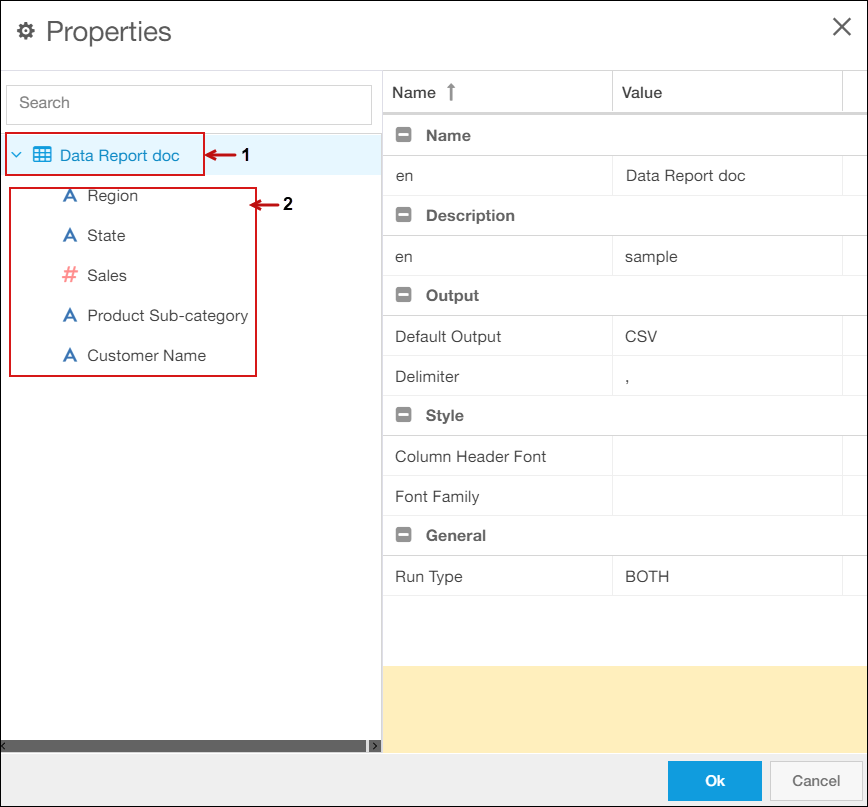 Properties
Search
Data Report doc
1
Region
2
State
Sales
Product Sub-category
Customer Name
Name Value
Name
en Data Report doc
Description
en sample
Output
Default Output CSV
Delimiter ,
Style
Column Header Font
Font Family
General
Run Type BOTH
Ok Cancel